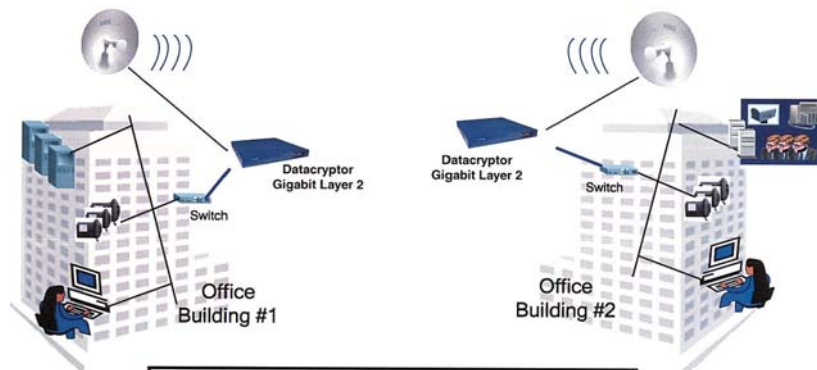 Datacryptor
Gigabit Layer 2
Switch
Office
Building #1
Datacryptor
Gigabit Layer 2
Switch
Office
Building #2